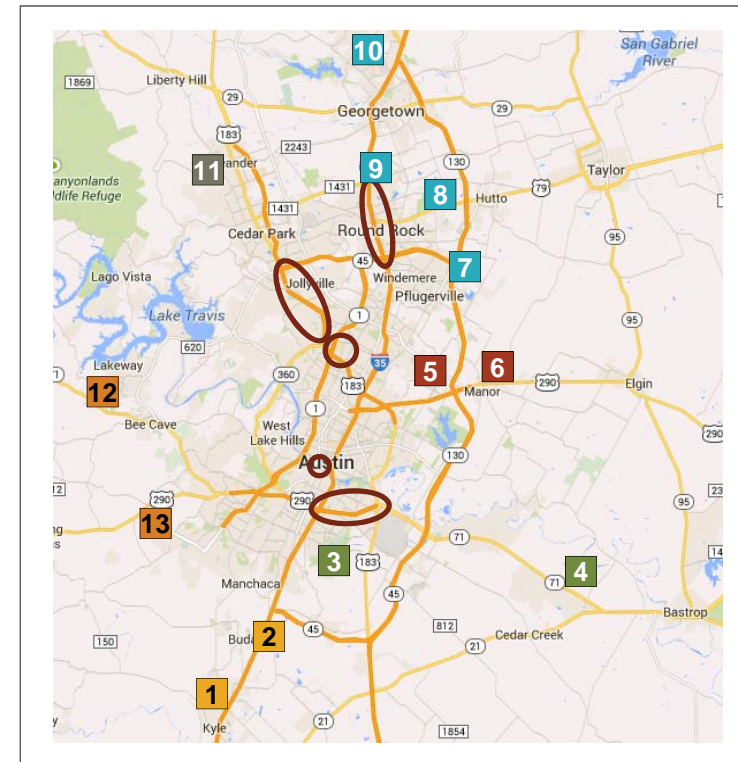 10
San Gabriel
River
1869
Liberty Hill
29
Georgetown
29
183
2243
130
11
ander
9
Taylor
anyonlands
dlife Refuge
1431
8
Hutto
79
1431
Cedar Park
Round Rock
95
45
7
Lago Vista
Jollyville
Windemere
Pflugerville
Lake Travis
1
95
620
35
Lakeway
360
5
6
12
183
290
Elgin
Manor
Bee Cave
1
West
Lake Hills
290
Austin
130
12
290
290
95
23
13
71
3
183
4
14
71
Manchaca
45
Bastrop
2
812
150
Buda
45
Cedar Creek
21
1
Kyle
21
1854